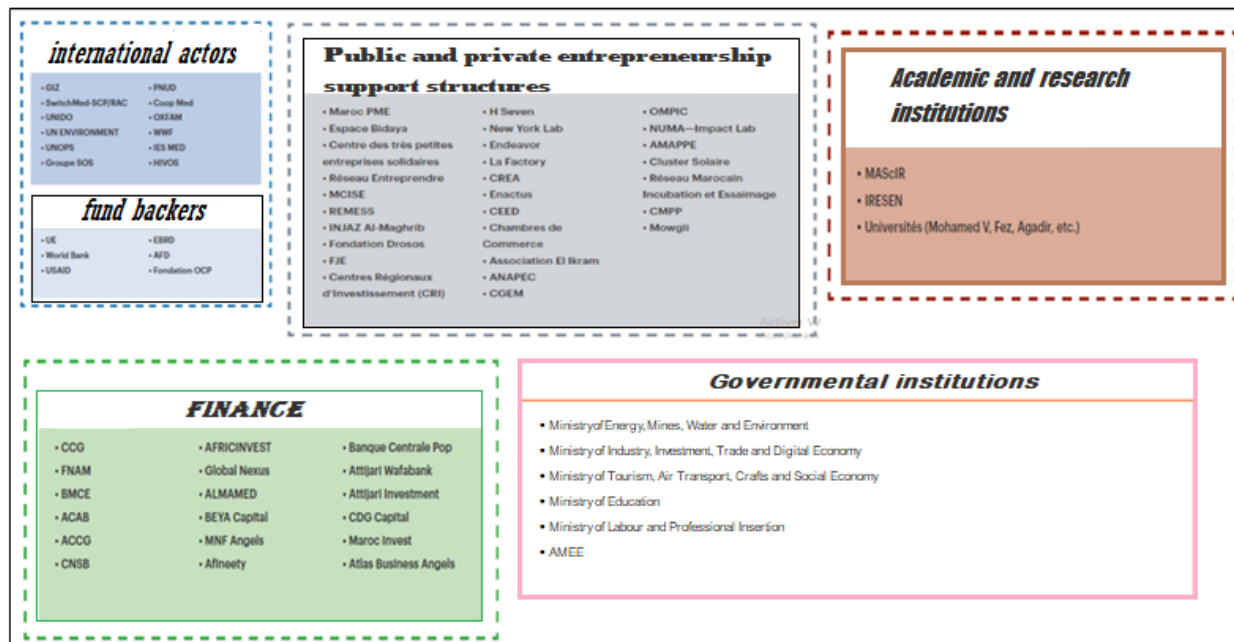 international actors
• GIZ
• SwitchMed-SCP/RAC
• UNIDO
• UN ENVIRONMENT
• UNOPS
• Groupe SOS
• PNUD
• Coop Med
• OXFAM
• WWF
• IES MED
• HIVOS
fund backers
• UE
• World Bank
• USAID
• EBRD
• AFD
• Fondation OCP
Public and private entrepreneurship
support structures
• Maroc PME
• Espace Bidaya
• Centre des très petites
entreprises solidaires
• Réseau Entreprendre
• MCISE
• REMESS
• INJAZ Al-Maghrib
• Fondation Drosos
• FJE
• Centres Régionaux
d'Investissement (CRI)
• H Seven
• New York Lab
• Endeavor
• La Factory
• CREA
• Enactus
• CEED
• Chambres de
Commerce
• Association El Ikram
• ANAPEC
• CGEM
• OMPIC
• NUMA—Impact Lab
• AMAPPE
• Cluster Solaire
• Réseau Marocain
Incubation et Essaimage
• CMPP
• Mowgli
Academic and research
institutions
• MAScIR
• IRESEN
• Universités (Mohamed V, Fez, Agadir, etc.)
FINANCE
• CCG
• FNAM
• BMCE
• ACAB
• ACCG
• CNSB
• AFRICINVEST
• Global Nexus
• ALMAMED
• BEYA Capital
• MNF Angels
• Afineety
• Banque Centrale Pop
• Attijari Wafabank
• Attijari Investment
• CDG Capital
• Maroc Invest
• Atlas Business Angels
Governmental institutions
• Ministry of Energy, Mines, Water and Environment
• Ministry of Industry, Investment, Trade and Digital Economy
• Ministry of Tourism, Air Transport, Crafts and Social Economy
• Ministry of Education
• Ministry of Labour and Professional Insertion
• AMEE